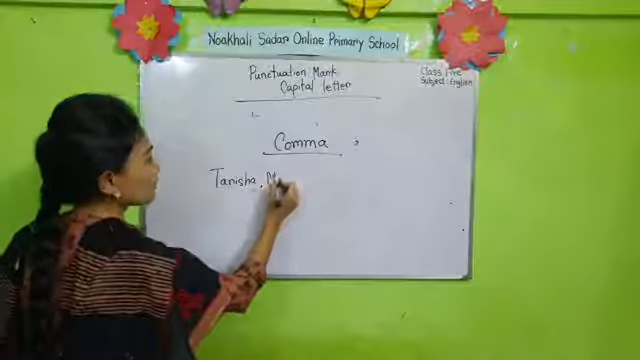 Noakhali Sadar Online Primary School
Punctuation Mark
Capital letter
Class Five
Subject: English
Comma ,
Tanisha, M